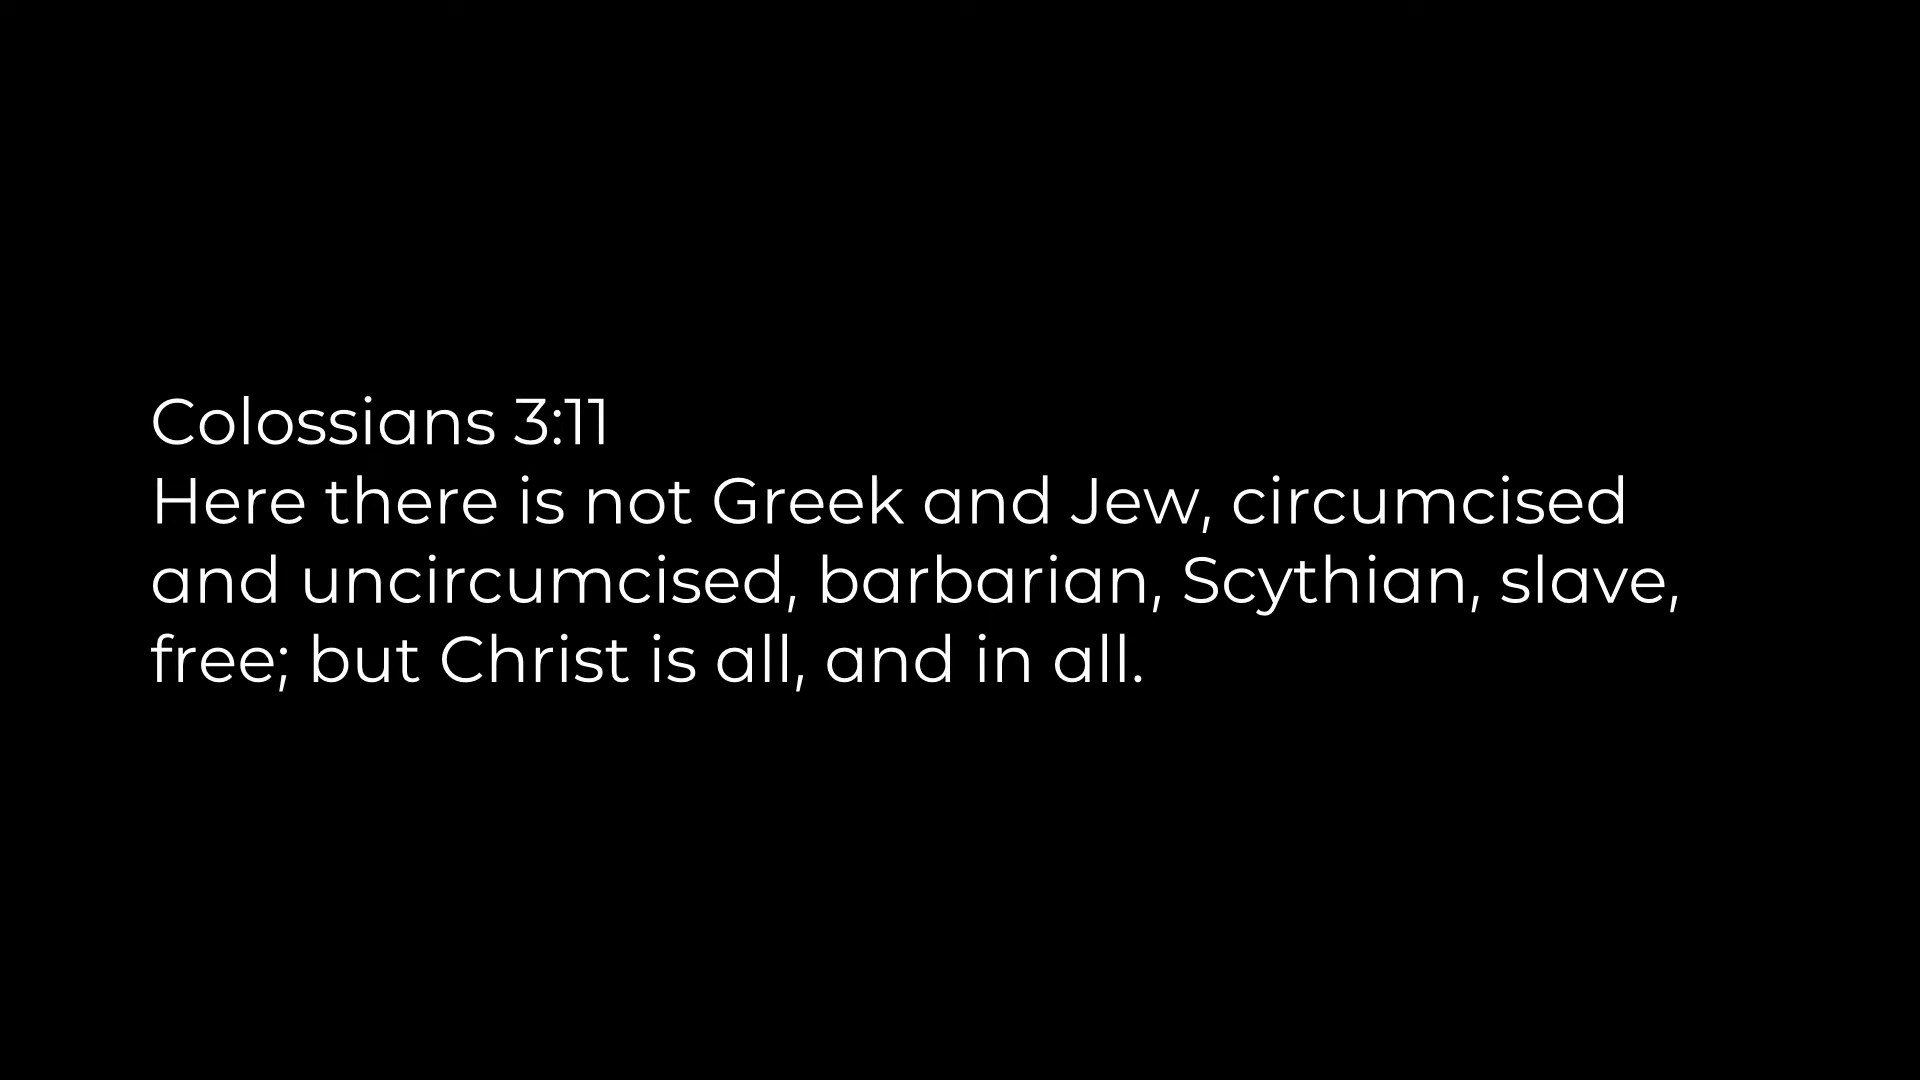 Colossians 3:11
Here there is not Greek and Jew, circumcised
and uncircumcised, barbarian, Scythian, slave,
free; but Christ is all, and in all.